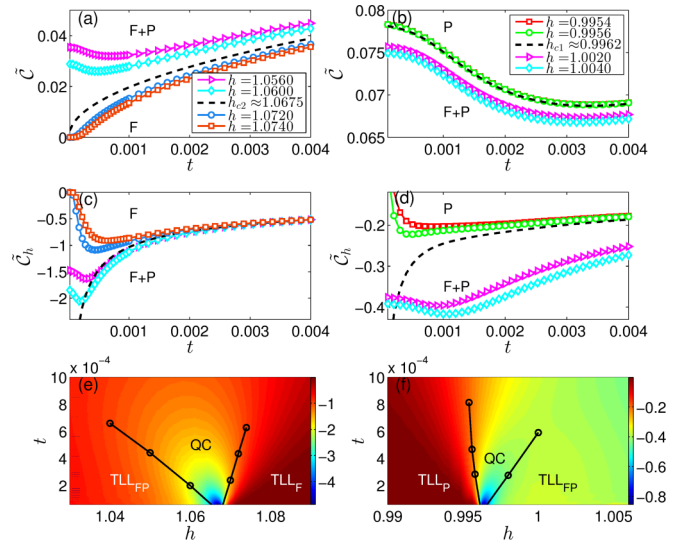 (a)
F+P
F
0.04
0.02
0
C̃
h =1.0560
h =1.0600
h_c2 ≈1.0675
h =1.0720
h =1.0740
0.001 0.002 0.003 0.004
t
(b)
P
F+P
0.08
0.075
0.07
0.065
C̃
h =0.9954
h =0.9956
h_c1 ≈0.9962
h =1.0020
h =1.0040
0.001 0.002 0.003 0.004
t
(c)
F
F+P
0
−0.5
−1
−1.5
−2
C̃_h
0.001 0.002 0.003 0.004
t
(d)
P
F+P
−0.2
−0.3
−0.4
C̃_h
0.001 0.002 0.003 0.004
t
x 10⁻⁴
(e)
10
8
6
4
2
t
QC
TLL_FP
TLL_F
−1
−2
−3
−4
1.04 1.06 1.08
h
x 10⁻⁴
(f)
10
8
6
4
2
t
QC
TLL_P
TLL_FP
−0.2
−0.4
−0.6
−0.8
0.99 0.995 1 1.005
h